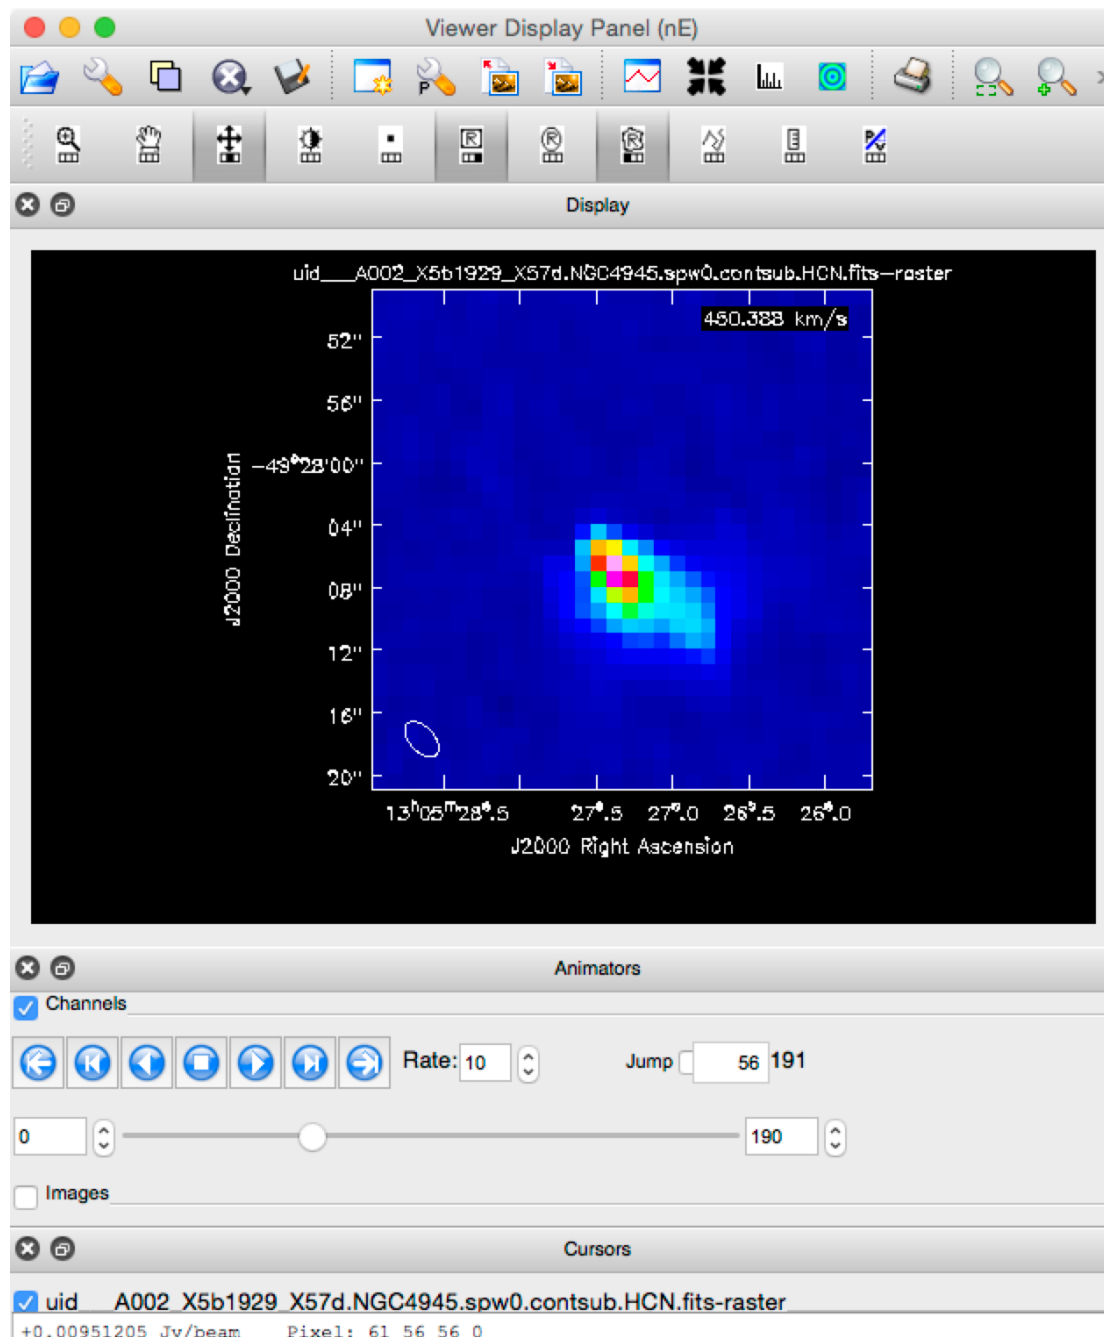 Viewer Display Panel (nE)
P
R R R P/V
Display
uid___A002_X5b1929_X57d.NGC4945.spw0.contsub.HCN.fits-raster
450.388 km/s
52"
56"
-49°28'00"
04"
08"
12"
16"
20"
J2000 Declination
13h05m28s.5 27s.5 27s.0 26s.5 26s.0
J2000 Right Ascension
Animators
Channels
Rate: 10 Jump 56 191
0 190
Images
Cursors
uid___A002_X5b1929_X57d.NGC4945.spw0.contsub.HCN.fits-raster
+0.00951205 Jy/beam Pixel: 61 56 56 0